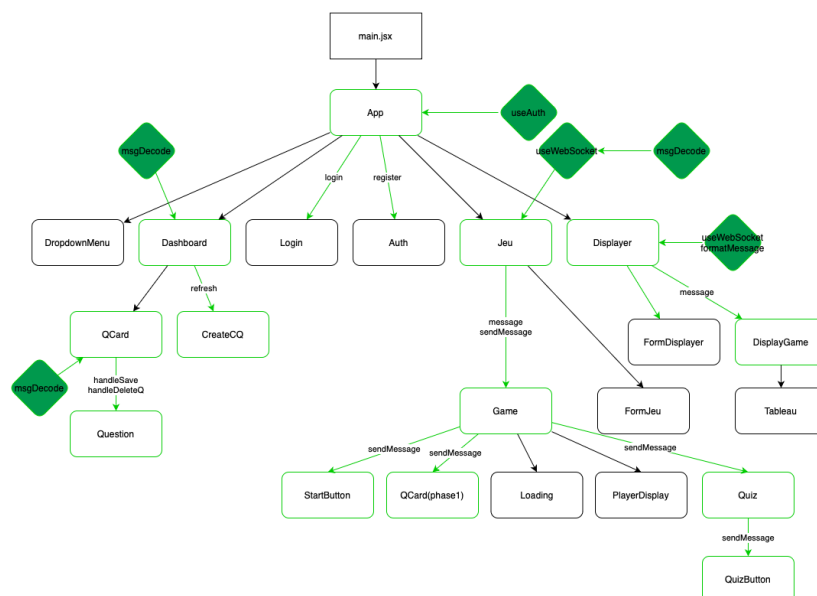 main.jsx
App
useAuth
msgDecode
useWebSocket
msgDecode
login
register
DropdownMenu
Dashboard
Login
Auth
Jeu
Displayer
useWebSocket
formatMessage
refresh
message
message
sendMessage
QCard
CreateCQ
FormDisplayer
DisplayGame
msgDecode
handleSave
handleDeleteQ
Question
Game
FormJeu
Tableau
sendMessage
sendMessage
sendMessage
StartButton
QCard(phase1)
Loading
PlayerDisplay
Quiz
sendMessage
QuizButton